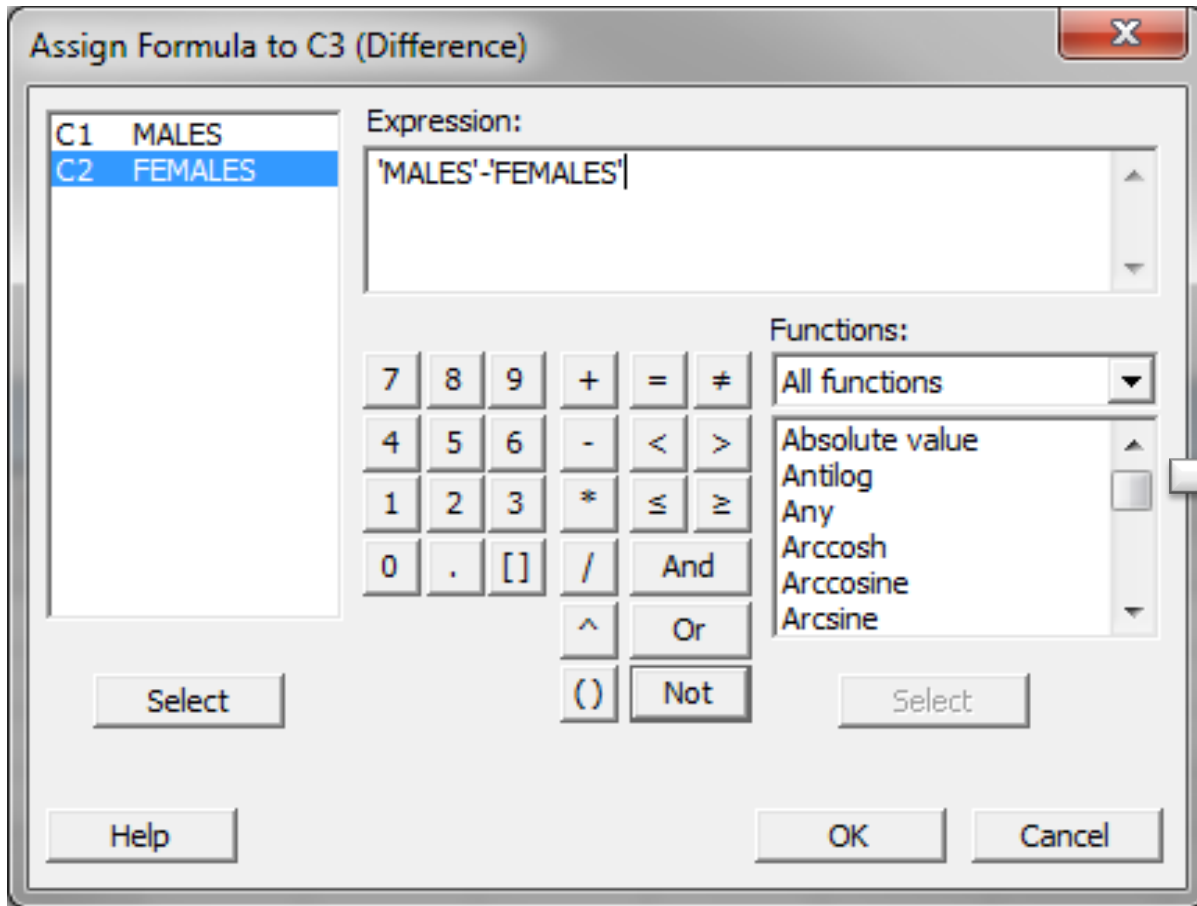 Assign Formula to C3 (Difference)
x
C1 MALES
C2 FEMALES
Expression:
'MALES'-'FEMALES'
Functions:
All functions
7 8 9 + = ≠
4 5 6 - < >
1 2 3 * ≤ ≥
0 . [] / And
^ Or
() Not
Absolute value
Antilog
Any
Arccosh
Arccosine
Arcsine
Select
Select
Help
OK
Cancel